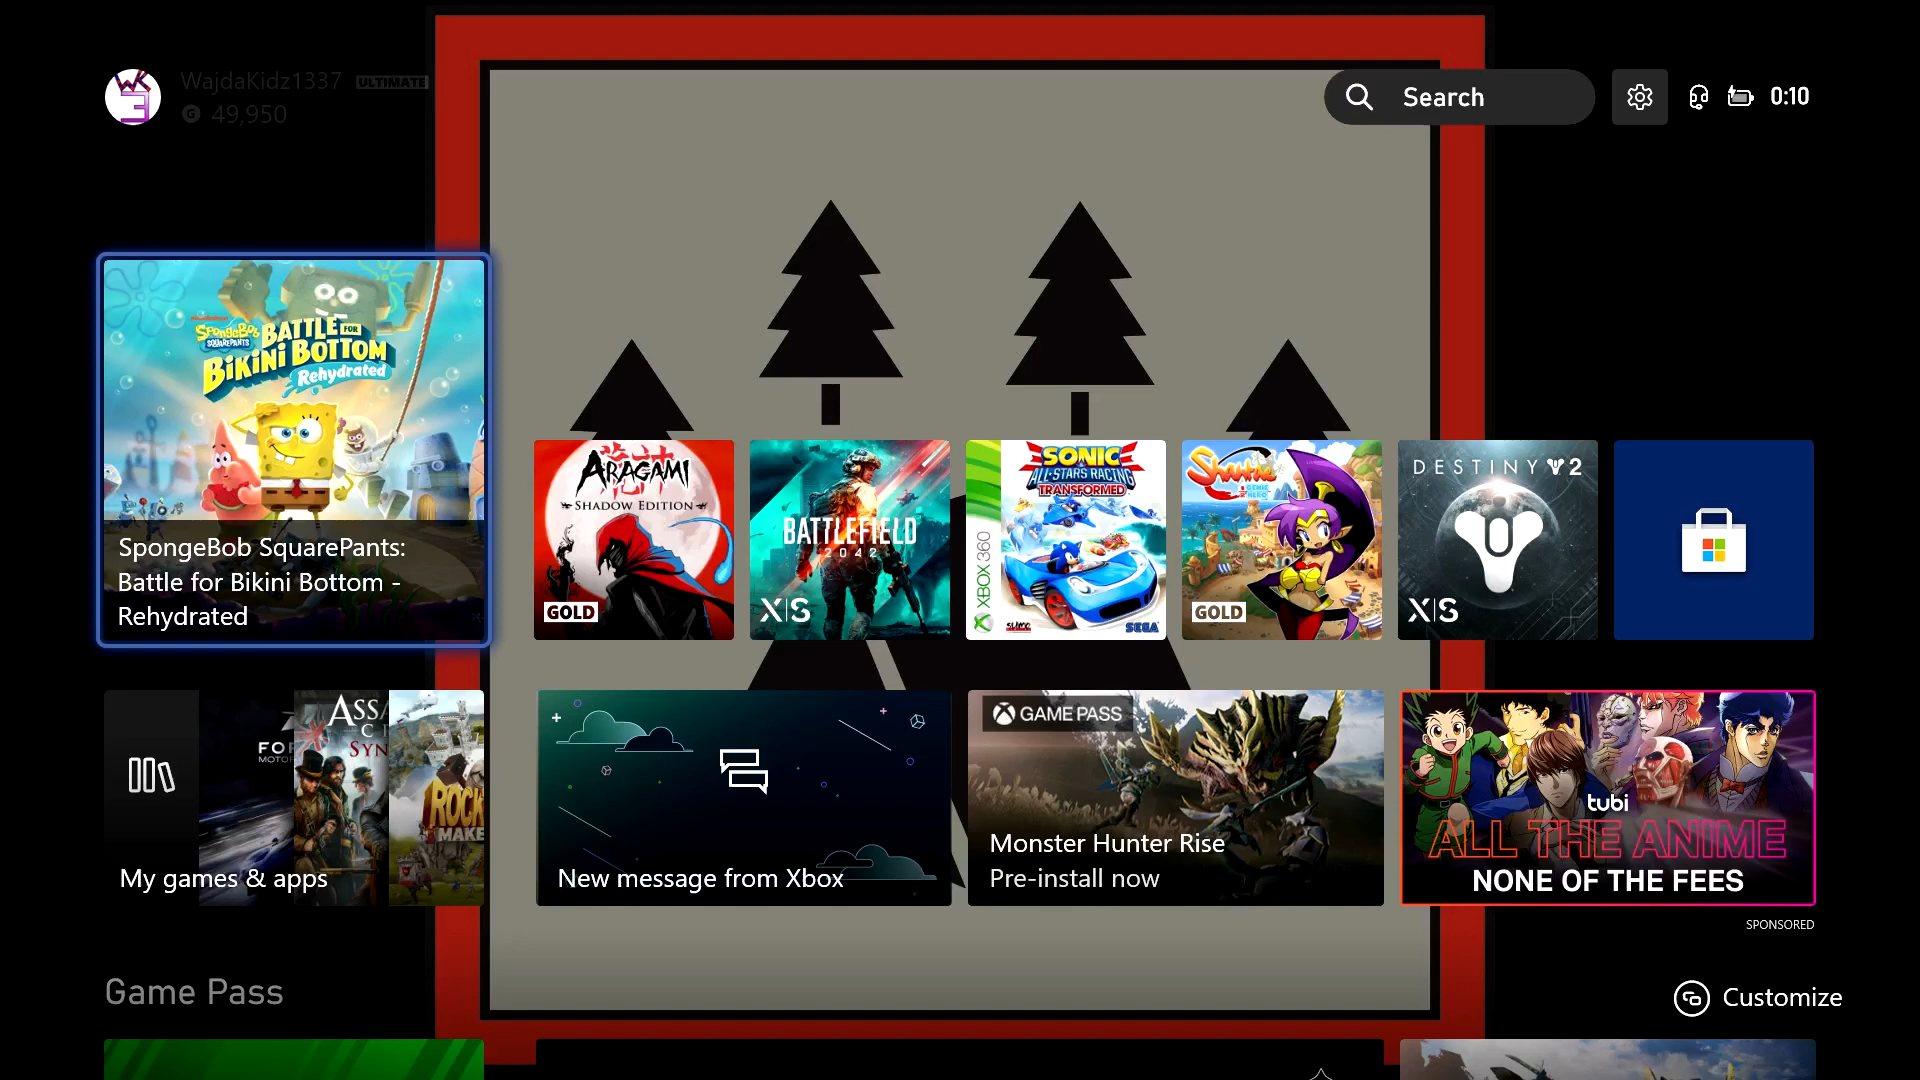 WajdaKidz1337 ULTIMATE
G 49,950
Search
0:10
SpongeBob
SQUAREPANTS
BATTLE FOR
BIKINI BOTTOM
Rehydrated
SpongeBob SquarePants:
Battle for Bikini Bottom -
Rehydrated
ARAGAMI
SHADOW EDITION
GOLD
BATTLEFIELD
2042
X|S
XBOX 360
SONIC
ALL-STARS RACING
TRANSFORMED
SUMO
SEGA
Shantae
GOLD
DESTINY 2
X|S
My games & apps
New message from Xbox
GAME PASS
Monster Hunter Rise
Pre-install now
tubi
ALL THE ANIME
NONE OF THE FEES
SPONSORED
Game Pass
Customize